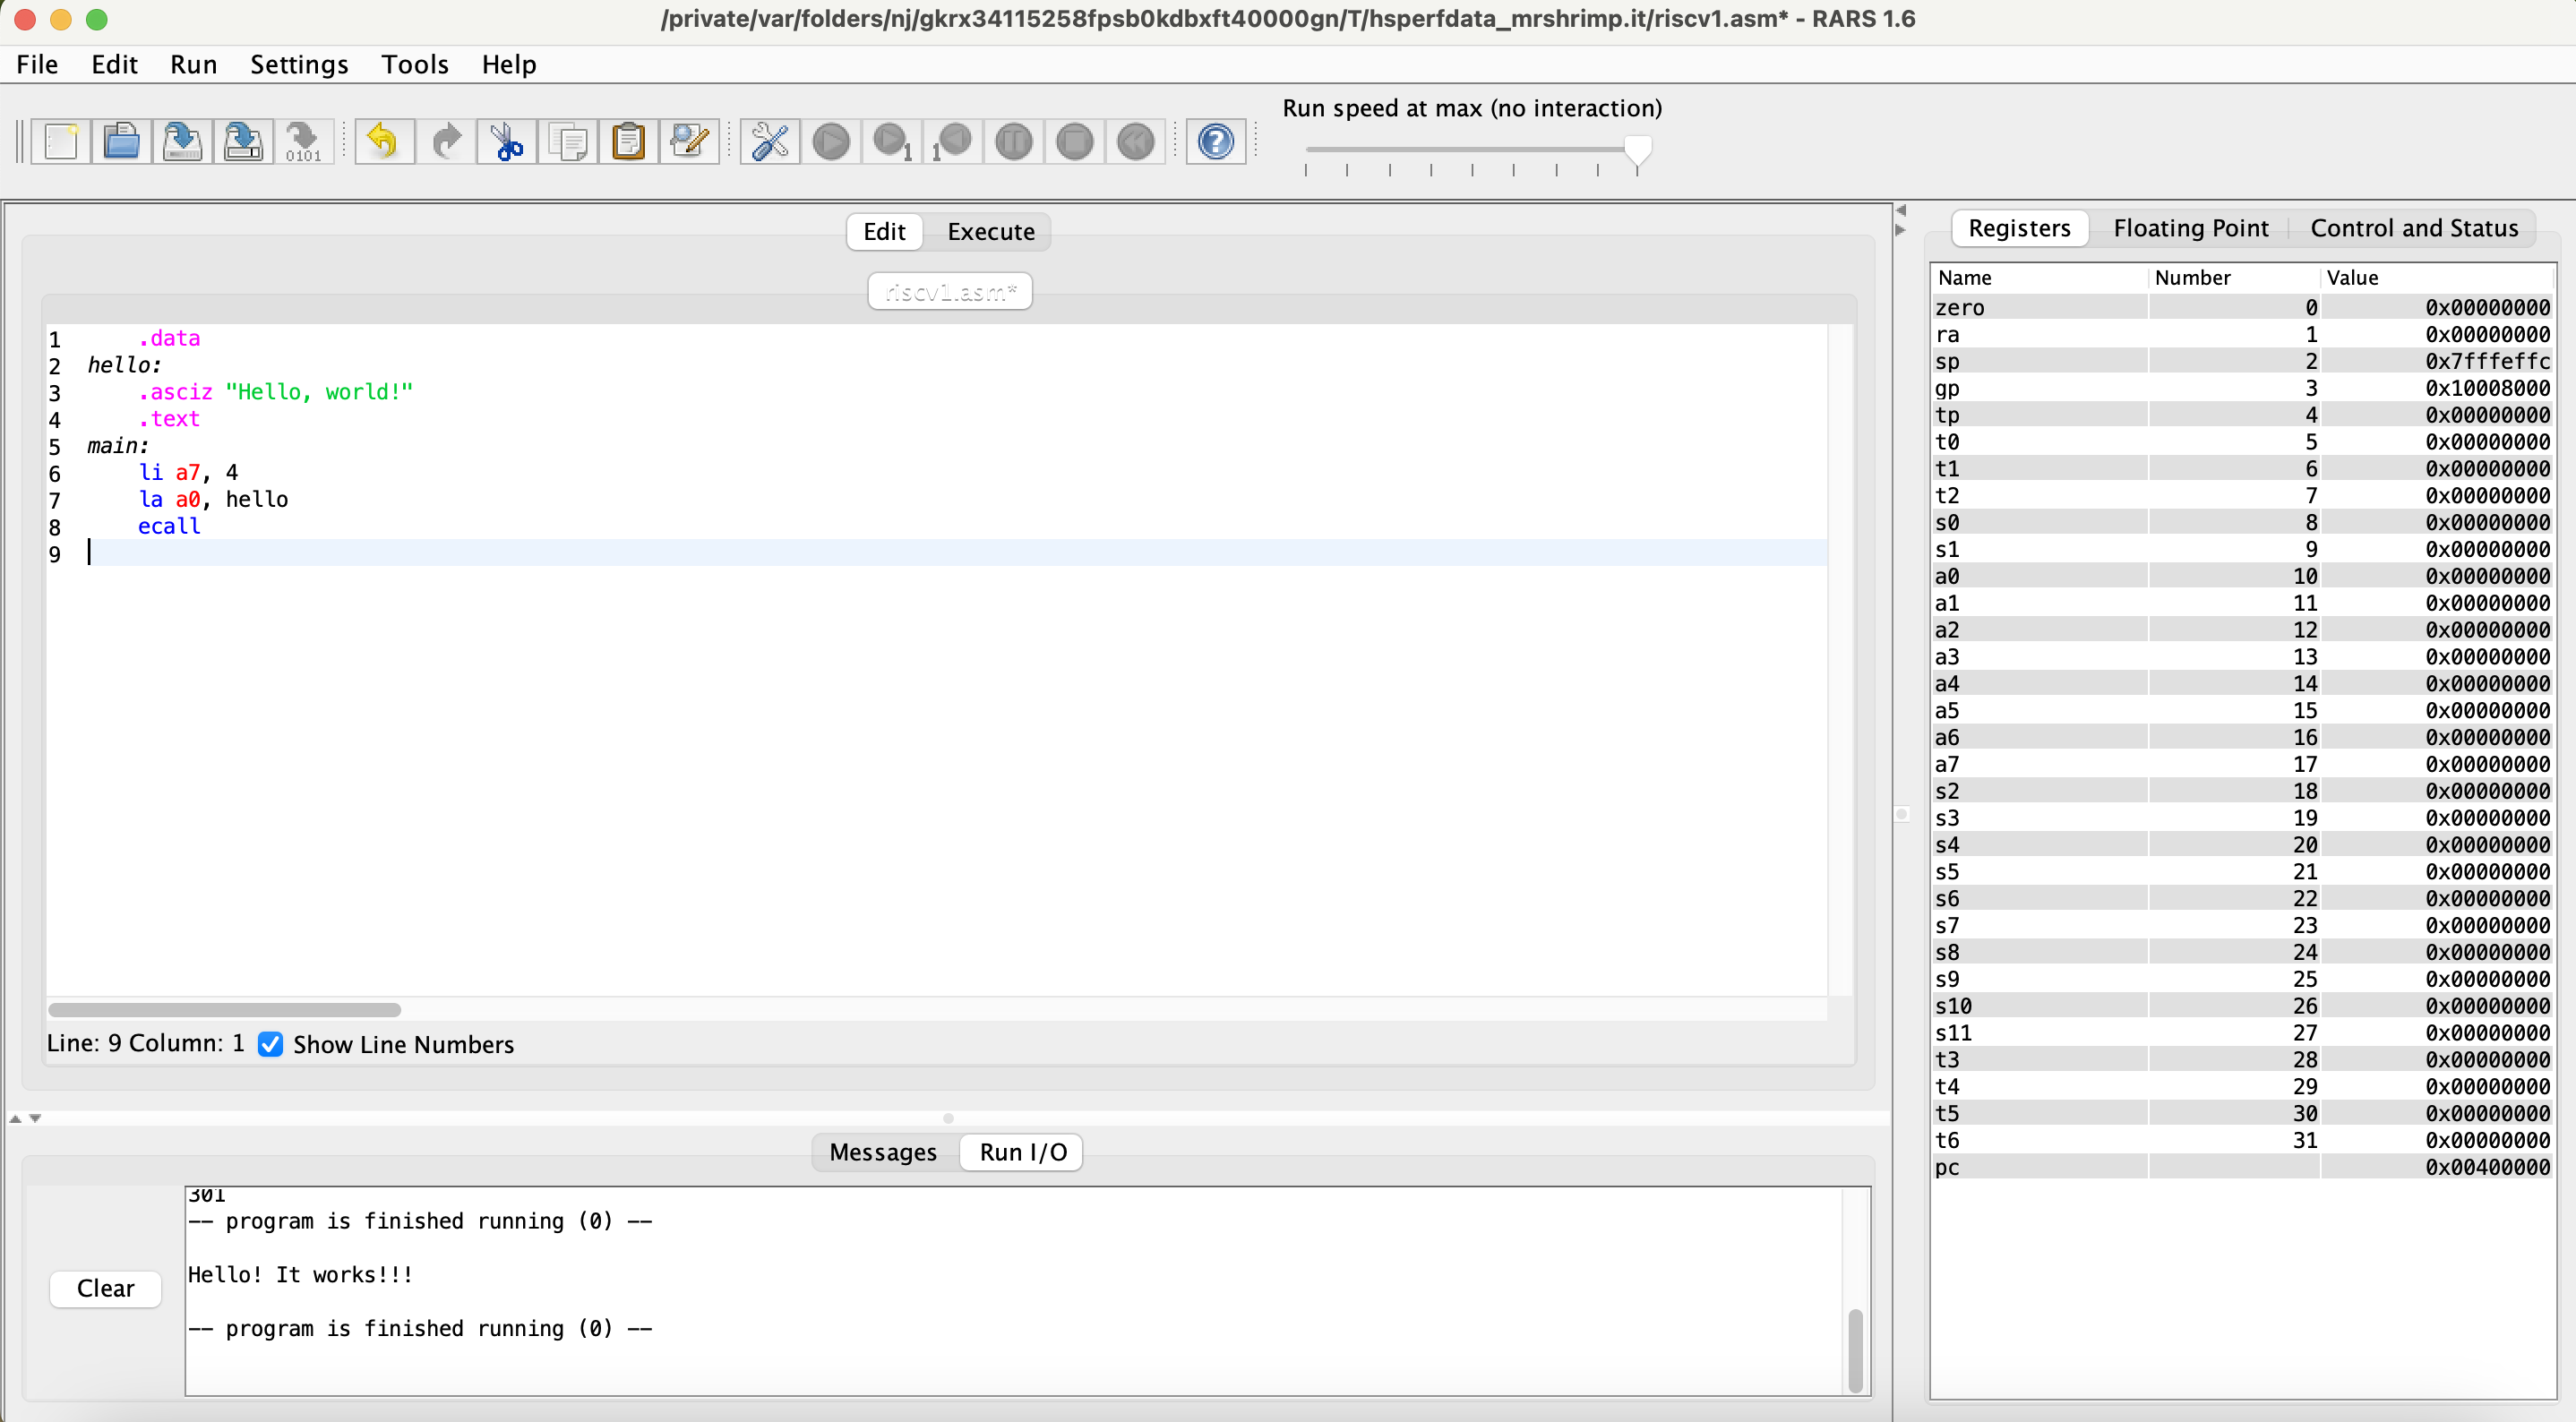 /private/var/folders/nj/gkrx34115258fpsb0kdbxft40000gn/T/hsperfdata_mrshrimp.it/riscv1.asm* - RARS 1.6
File Edit Run Settings Tools Help
Run speed at max (no interaction)
0101
1
1
?
Edit Execute
riscv1.asm*
1 .data
2 hello:
3 .asciz "Hello, world!"
4 .text
5 main:
6 li a7, 4
7 la a0, hello
8 ecall
9
Line: 9 Column: 1 Show Line Numbers
Messages Run I/O
Clear
301
-- program is finished running (0) --
Hello! It works!!!
-- program is finished running (0) --
Registers Floating Point Control and Status
Name Number Value
zero 0 0x00000000
ra 1 0x00000000
sp 2 0x7fffeffc
gp 3 0x10008000
tp 4 0x00000000
t0 5 0x00000000
t1 6 0x00000000
t2 7 0x00000000
s0 8 0x00000000
s1 9 0x00000000
a0 10 0x00000000
a1 11 0x00000000
a2 12 0x00000000
a3 13 0x00000000
a4 14 0x00000000
a5 15 0x00000000
a6 16 0x00000000
a7 17 0x00000000
s2 18 0x00000000
s3 19 0x00000000
s4 20 0x00000000
s5 21 0x00000000
s6 22 0x00000000
s7 23 0x00000000
s8 24 0x00000000
s9 25 0x00000000
s10 26 0x00000000
s11 27 0x00000000
t3 28 0x00000000
t4 29 0x00000000
t5 30 0x00000000
t6 31 0x00000000
pc 0x00400000